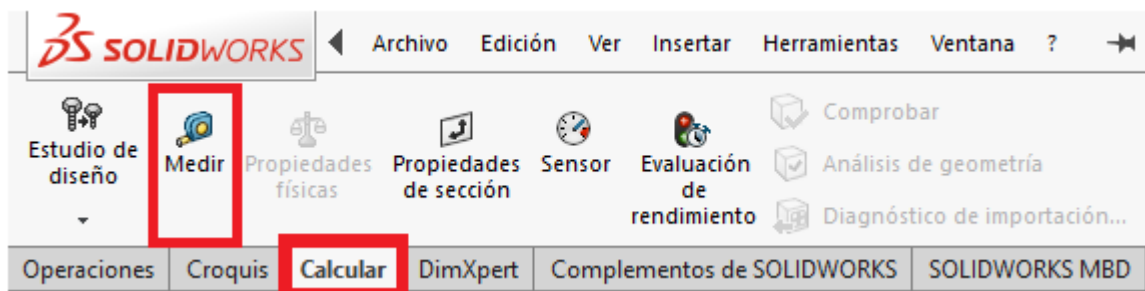 SOLIDWORKS Archivo Edición Ver Insertar Herramientas Ventana ?
Estudio de
diseño
Medir
Propiedades
físicas
Propiedades
de sección
Sensor
Evaluación
de
rendimiento
Comprobar
Análisis de geometría
Diagnóstico de importación...
Operaciones Croquis Calcular DimXpert Complementos de SOLIDWORKS SOLIDWORKS MBD